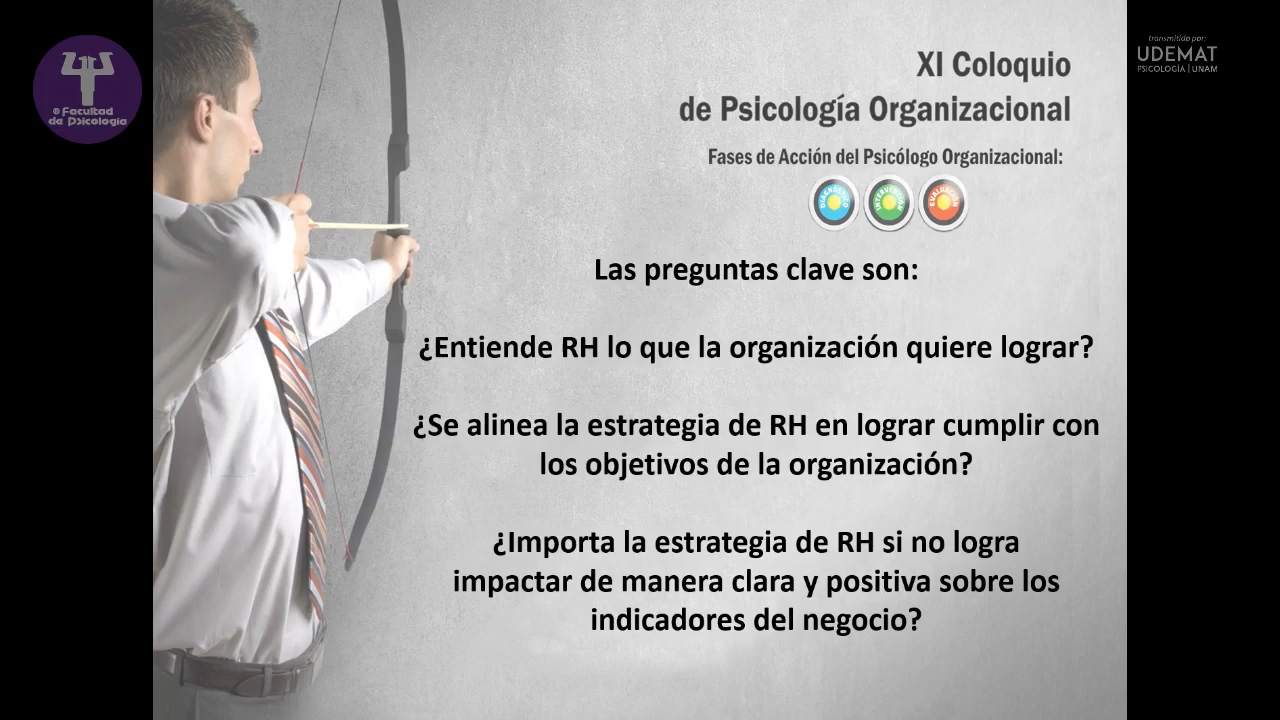 © Facultad
de Psicología
transmitido por:
UDEMAT
PSICOLOGÍA | UNAM
XI Coloquio
de Psicología Organizacional
Fases de Acción del Psicólogo Organizacional:
DIAGNÓSTICO
INTERVENCIÓN
EVALUACIÓN
Las preguntas clave son:
¿Entiende RH lo que la organización quiere lograr?
¿Se alinea la estrategia de RH en lograr cumplir con
los objetivos de la organización?
¿Importa la estrategia de RH si no logra
impactar de manera clara y positiva sobre los
indicadores del negocio?